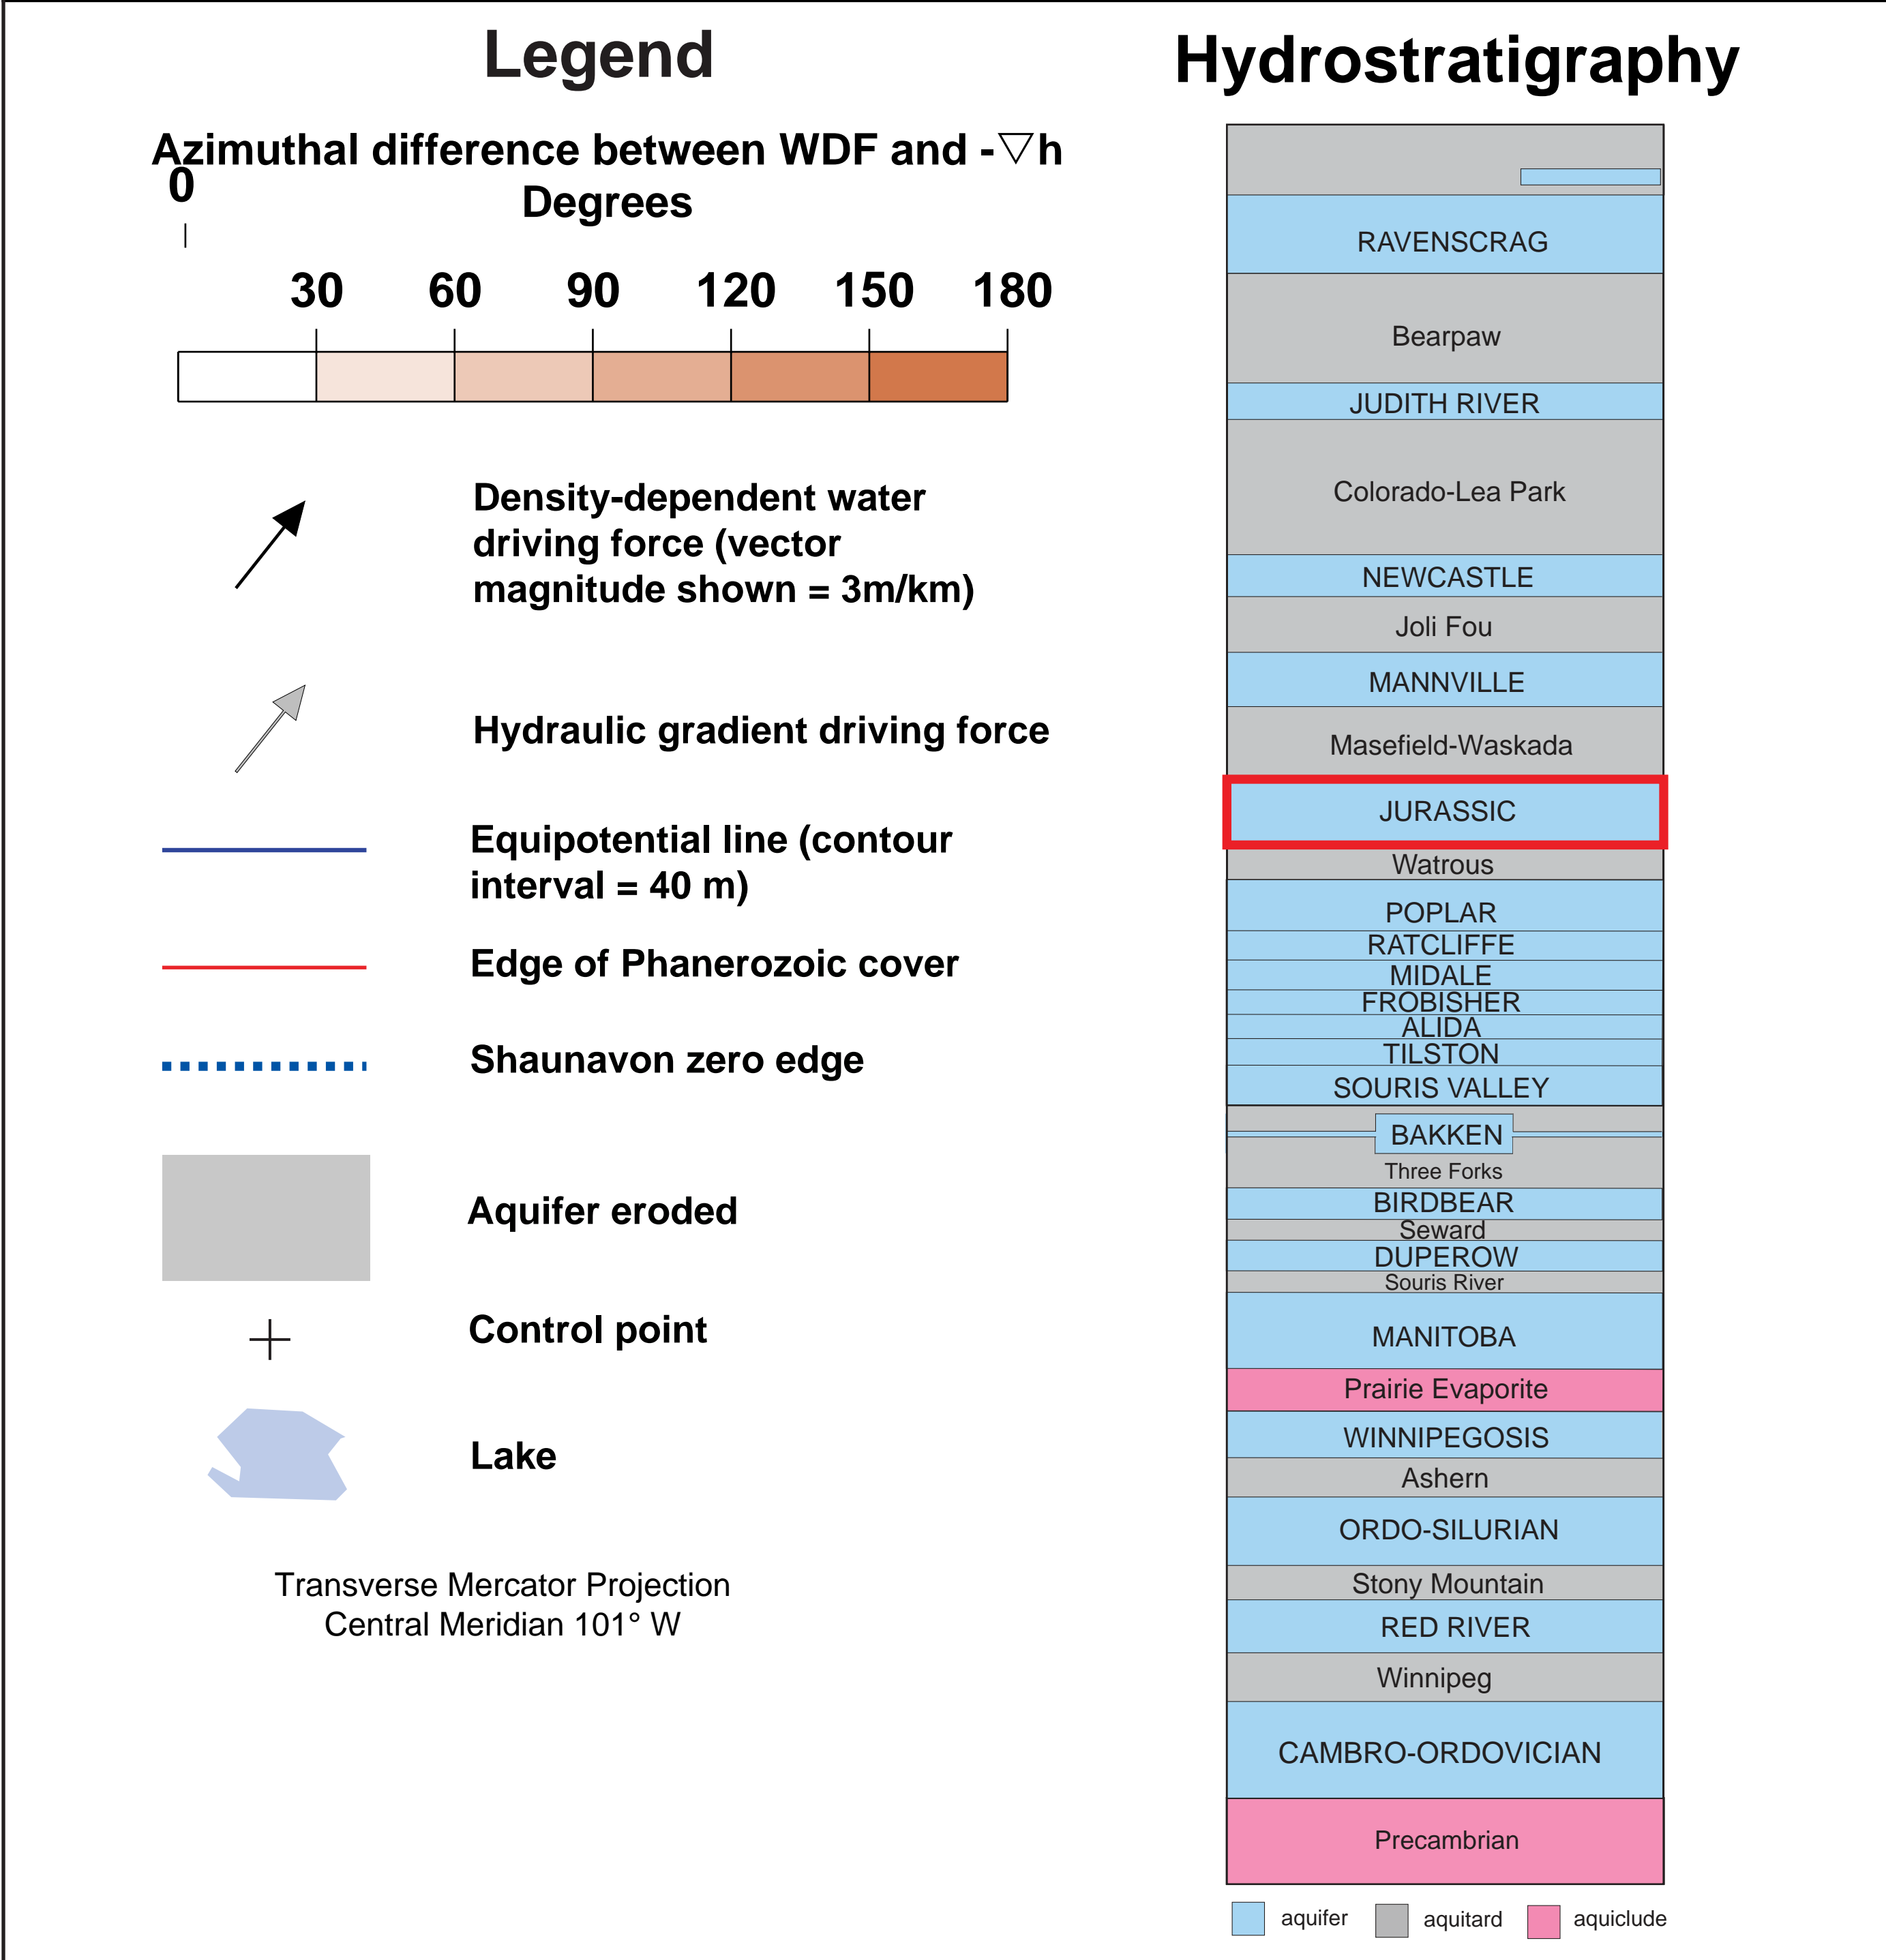 Legend
Azimuthal difference between WDF and -▽h
0
Degrees
30 60 90 120 150 180
Density-dependent water
driving force (vector
magnitude shown = 3m/km)
Hydraulic gradient driving force
Equipotential line (contour
interval = 40 m)
Edge of Phanerozoic cover
Shaunavon zero edge
Aquifer eroded
Control point
Lake
Transverse Mercator Projection
Central Meridian 101° W
Hydrostratigraphy
RAVENSCRAG
Bearpaw
JUDITH RIVER
Colorado-Lea Park
NEWCASTLE
Joli Fou
MANNVILLE
Masefield-Waskada
JURASSIC
Watrous
POPLAR
RATCLIFFE
MIDALE
FROBISHER
ALIDA
TILSTON
SOURIS VALLEY
BAKKEN
Three Forks
BIRDBEAR
Seward
DUPEROW
Souris River
MANITOBA
Prairie Evaporite
WINNIPEGOSIS
Ashern
ORDO-SILURIAN
Stony Mountain
RED RIVER
Winnipeg
CAMBRO-ORDOVICIAN
Precambrian
aquifer aquitard aquiclude